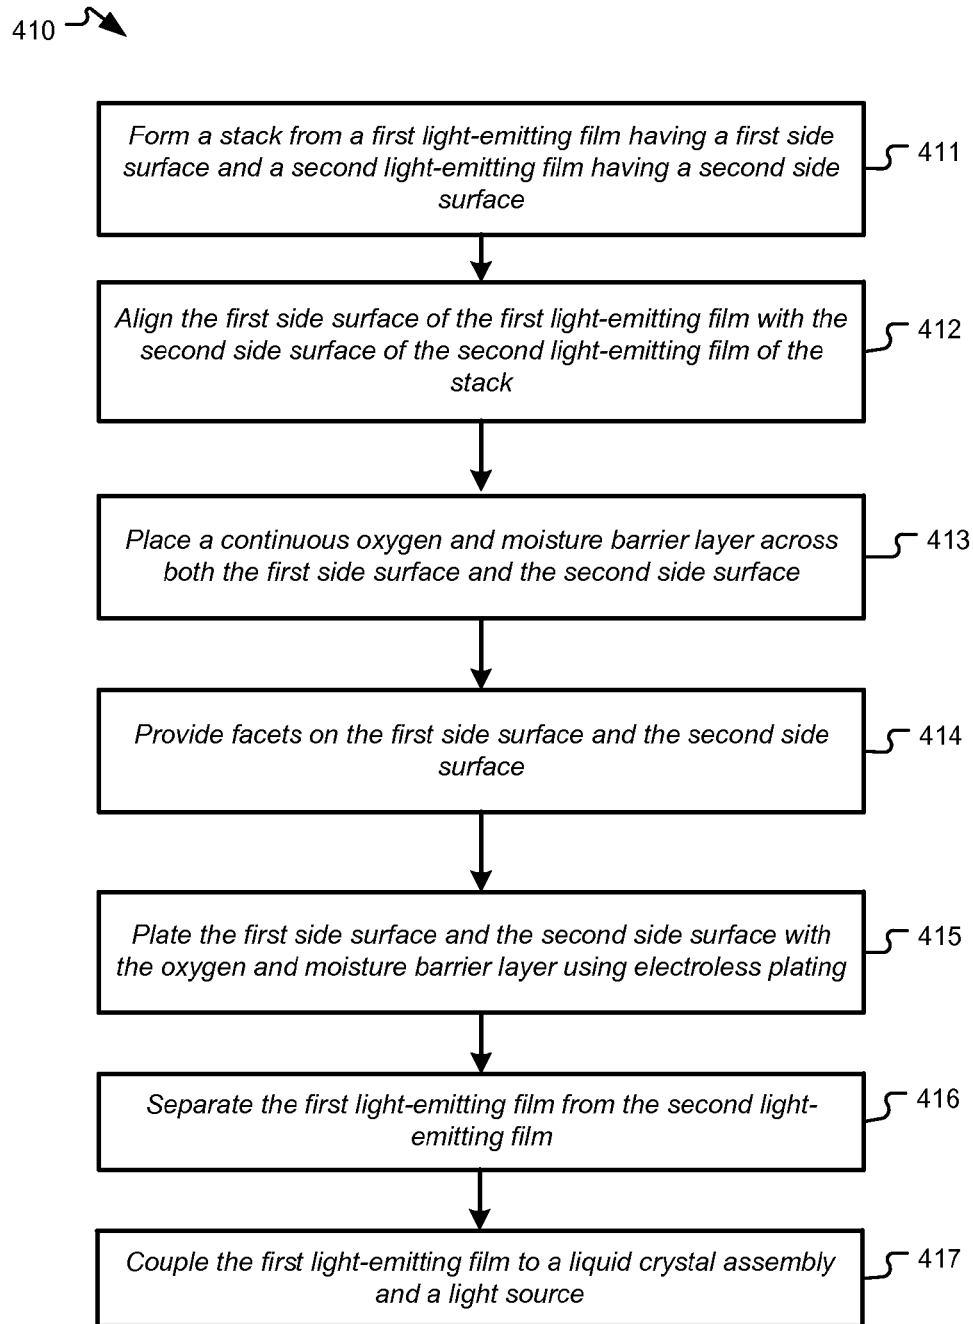 410
Form a stack from a first light-emitting film having a first side
surface and a second light-emitting film having a second side
surface
411
Align the first side surface of the first light-emitting film with the
second side surface of the second light-emitting film of the
stack
412
Place a continuous oxygen and moisture barrier layer across
both the first side surface and the second side surface
413
Provide facets on the first side surface and the second side
surface
414
Plate the first side surface and the second side surface with
the oxygen and moisture barrier layer using electroless plating
415
Separate the first light-emitting film from the second light-
emitting film
416
Couple the first light-emitting film to a liquid crystal assembly
and a light source
417